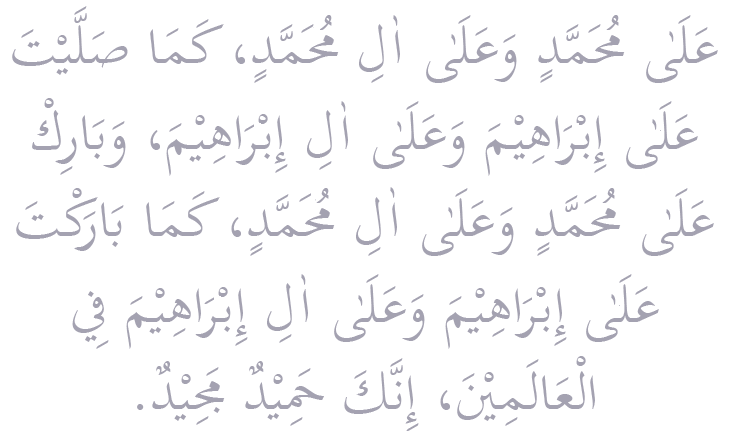 عَلَىٰ مُحَمَّدٍ وَعَلَىٰ اٰلِ مُحَمَّدٍ، كَمَا صَلَّيْتَ
عَلَىٰ إِبْرَاهِيْمَ وَعَلَىٰ اٰلِ إِبْرَاهِيْمَ، وَبَارِكْ
عَلَىٰ مُحَمَّدٍ وَعَلَىٰ اٰلِ مُحَمَّدٍ، كَمَا بَارَكْتَ
عَلَىٰ إِبْرَاهِيْمَ وَعَلَىٰ اٰلِ إِبْرَاهِيْمَ فِي
الْعَالَمِيْنَ، إِنَّكَ حَمِيْدٌ مَجِيْدٌ.